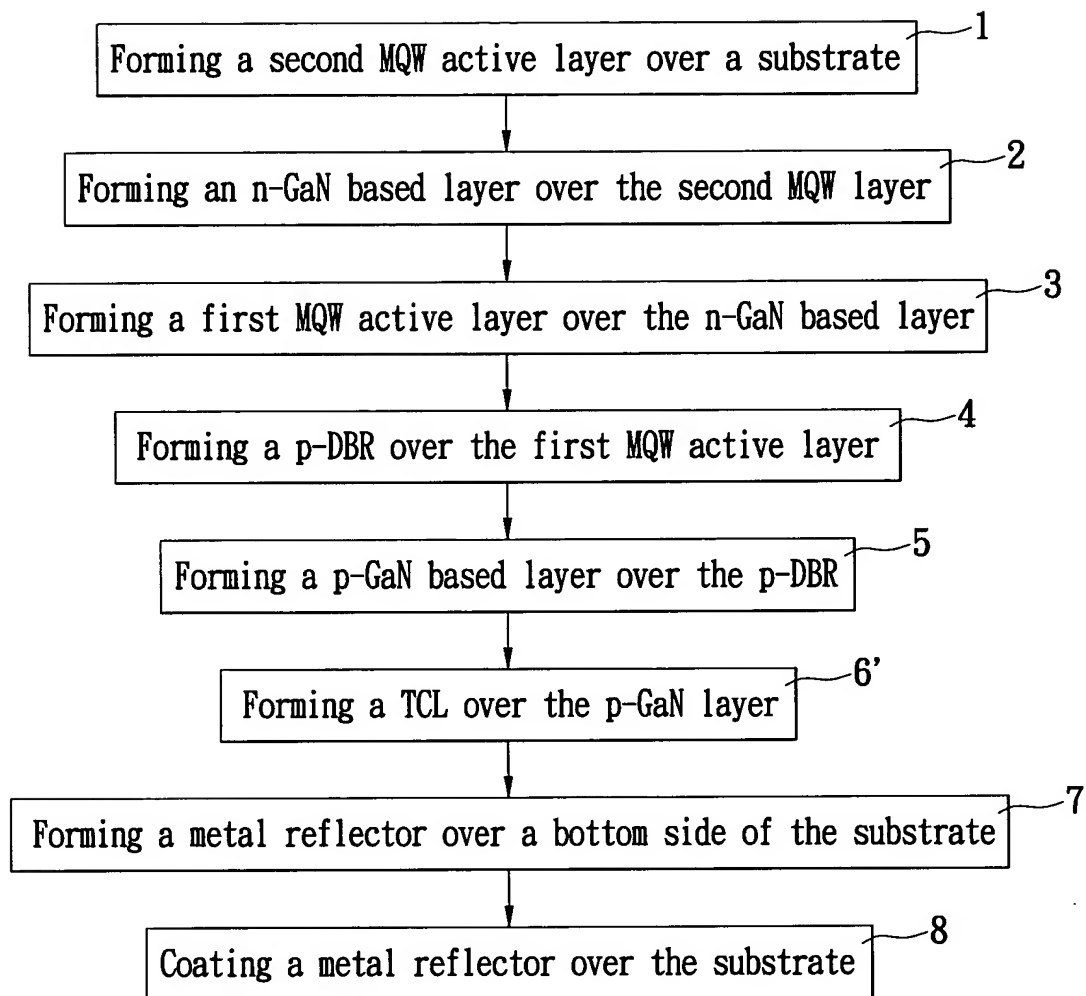 1
Forming a second MQW active layer over a substrate
2
Forming an n-GaN based layer over the second MQW layer
3
Forming a first MQW active layer over the n-GaN based layer
4
Forming a p-DBR over the first MQW active layer
5
Forming a p-GaN based layer over the p-DBR
6’
Forming a TCL over the p-GaN layer
7
Forming a metal reflector over a bottom side of the substrate
8
Coating a metal reflector over the substrate